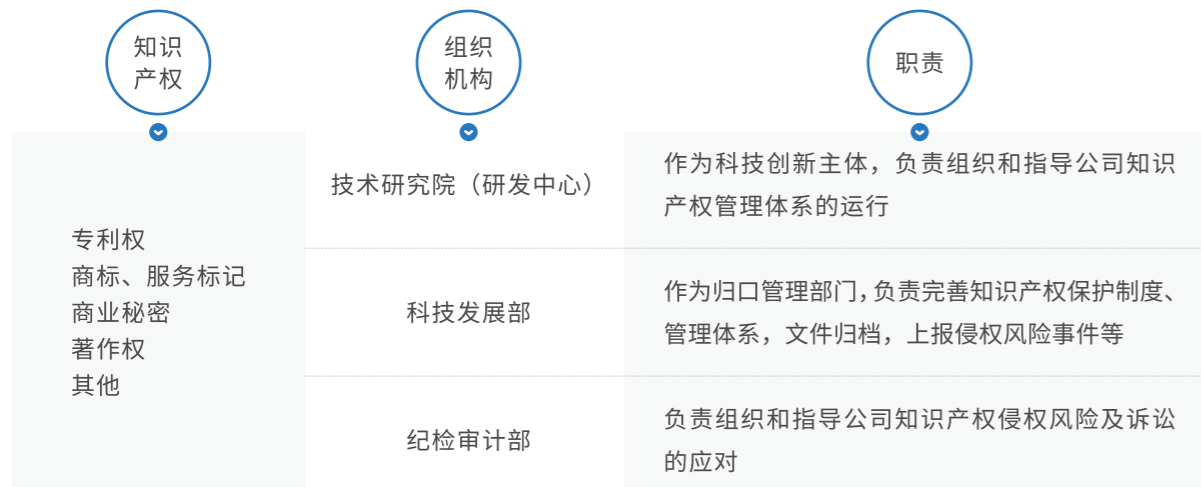 知识
产权
组织
机构
职责
专利权
商标、服务标记
商业秘密
著作权
其他
技术研究院（研发中心）
作为科技创新主体，负责组织和指导公司知识
产权管理体系的运行
科技发展部
作为归口管理部门，负责完善知识产权保护制度、
管理体系，文件归档，上报侵权风险事件等
纪检审计部
负责组织和指导公司知识产权侵权风险及诉讼
的应对